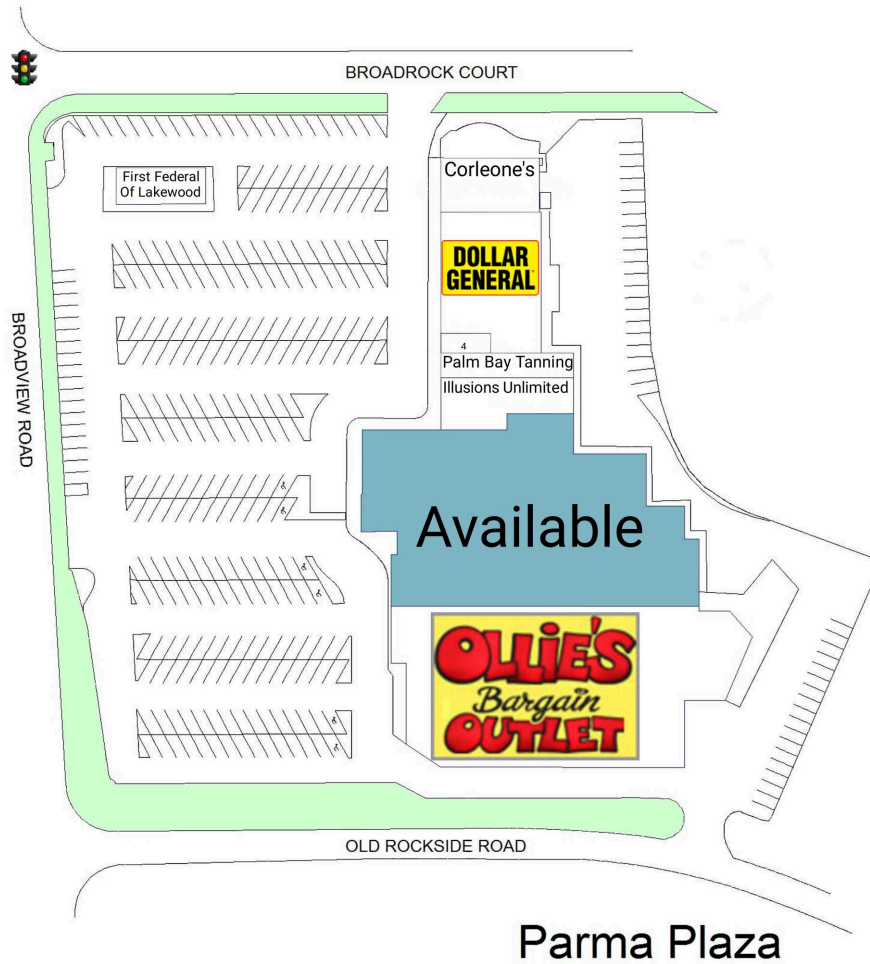 BROADROCK COURT
Corleone's
First Federal
Of Lakewood
DOLLAR
GENERAL
4
Palm Bay Tanning
Illusions Unlimited
BROADVIEW ROAD
Available
OLLIE'S
Bargain
OUTLET
OLD ROCKSIDE ROAD
Parma Plaza